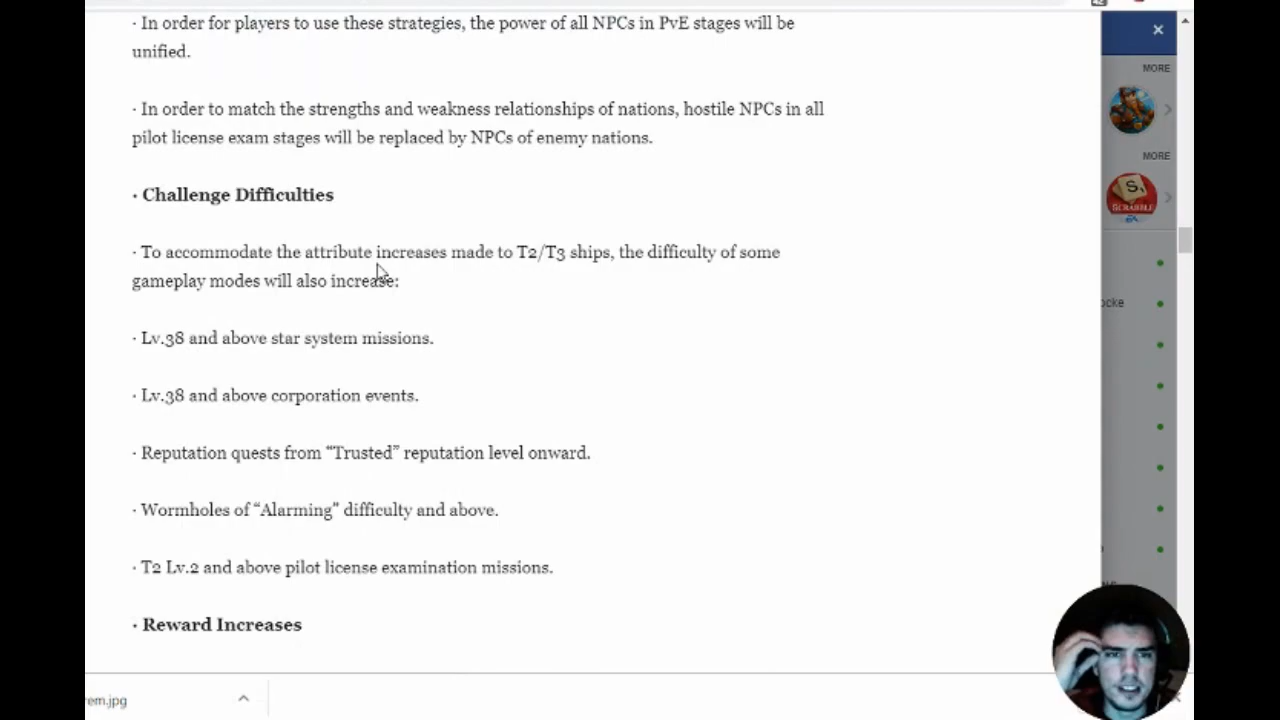 · In order for players to use these strategies, the power of all NPCs in PvE stages will be
unified.
· In order to match the strengths and weakness relationships of nations, hostile NPCs in all
pilot license exam stages will be replaced by NPCs of enemy nations.
· Challenge Difficulties
· To accommodate the attribute increases made to T2/T3 ships, the difficulty of some
gameplay modes will also increase:
· Lv.38 and above star system missions.
· Lv.38 and above corporation events.
· Reputation quests from “Trusted” reputation level onward.
· Wormholes of “Alarming” difficulty and above.
· T2 Lv.2 and above pilot license examination missions.
· Reward Increases
MORE
MORE
S
SCRABBLE
EA
ocke
rem.jpg